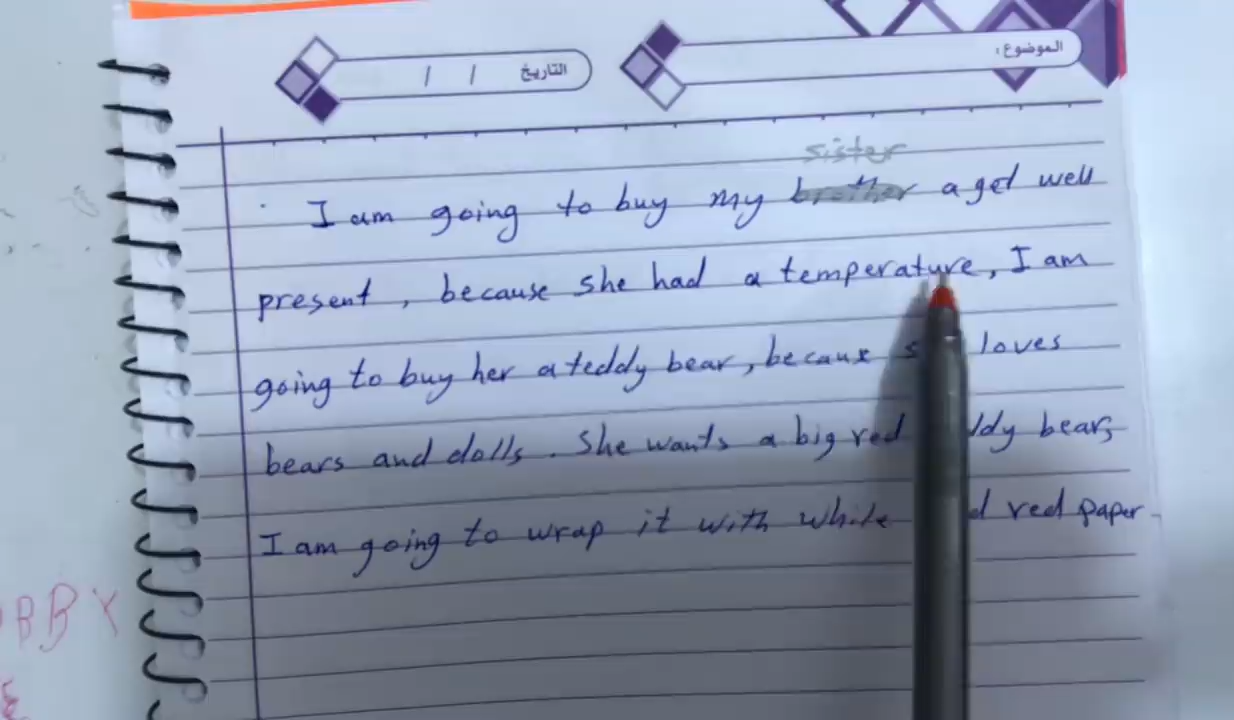 الموضوع:
التاريخ / /
sister
I am going to buy my brother a get well
present, because she had a temperature, I am
going to buy her a teddy bear, because loves
bears and dolls. She wants a big red bears
I am going to wrap it with white red paper
BBY